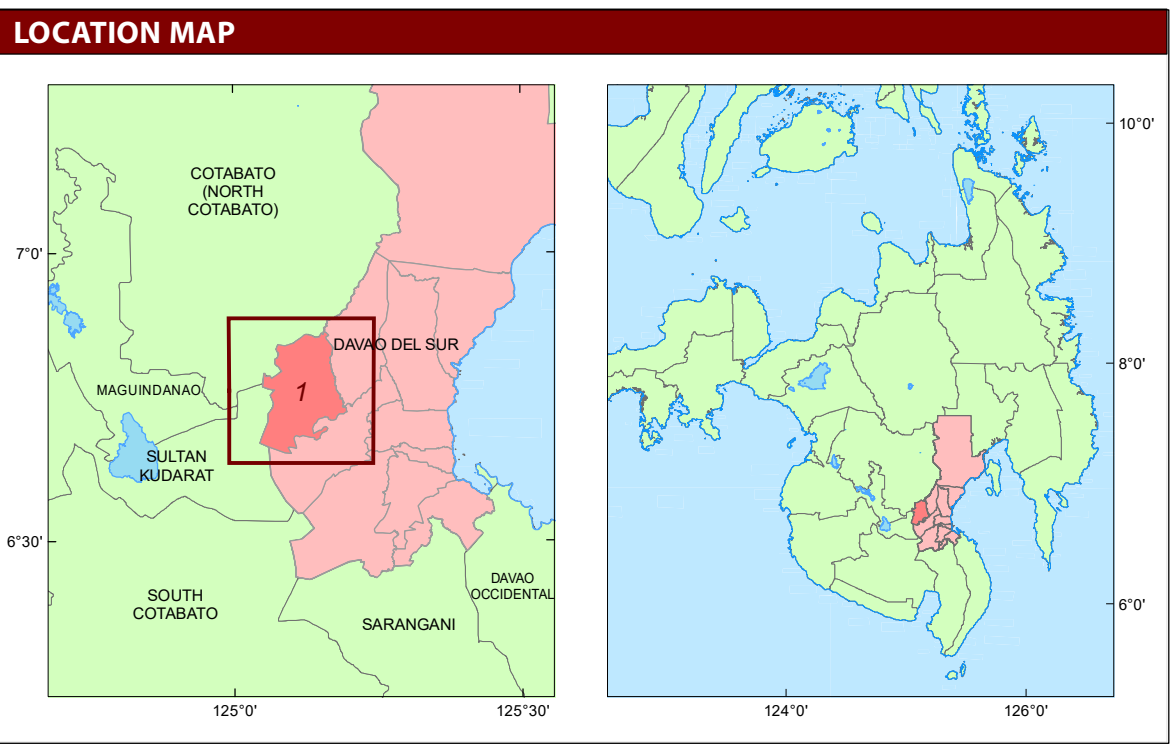 LOCATION MAP
COTABATO
(NORTH
COTABATO)
7°0'
DAVAO DEL SUR
1
MAGUINDANAO
SULTAN
KUDARAT
6°30'
SOUTH
COTABATO
DAVAO
OCCIDENTAL
SARANGANI
125°0'
125°30'
10°0'
8°0'
6°0'
124°0'
126°0'